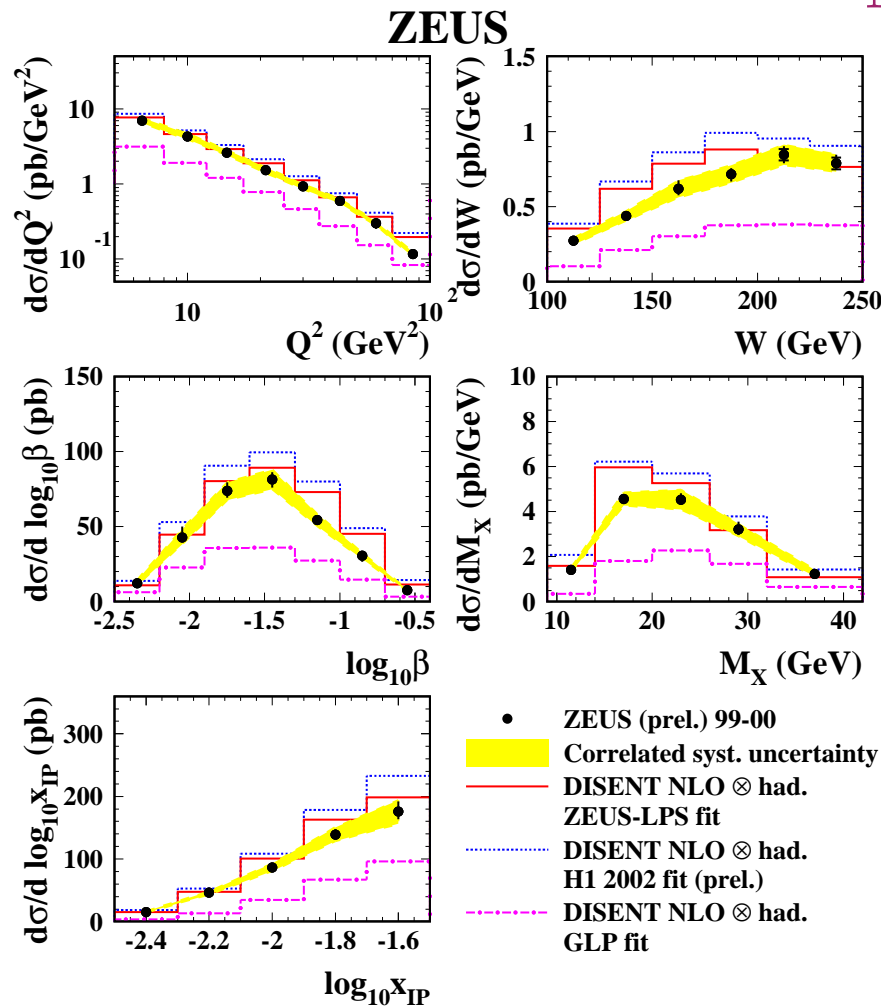 ZEUS
dσ/dQ² (pb/GeV²)
10
1
10⁻¹
10
10²
Q² (GeV²)
dσ/dW (pb/GeV)
1.5
1
0.5
0
100
150
200
250
W (GeV)
dσ/d log₁₀β (pb)
150
100
50
0
-2.5
-2
-1.5
-1
-0.5
log₁₀β
dσ/dM_X (pb/GeV)
10
8
6
4
2
0
10
20
30
40
M_X (GeV)
dσ/d log₁₀x_IP (pb)
300
200
100
0
-2.4
-2.2
-2
-1.8
-1.6
log₁₀x_IP
ZEUS (prel.) 99-00
Correlated syst. uncertainty
DISENT NLO ⊗ had.
ZEUS-LPS fit
DISENT NLO ⊗ had.
H1 2002 fit (prel.)
DISENT NLO ⊗ had.
GLP fit